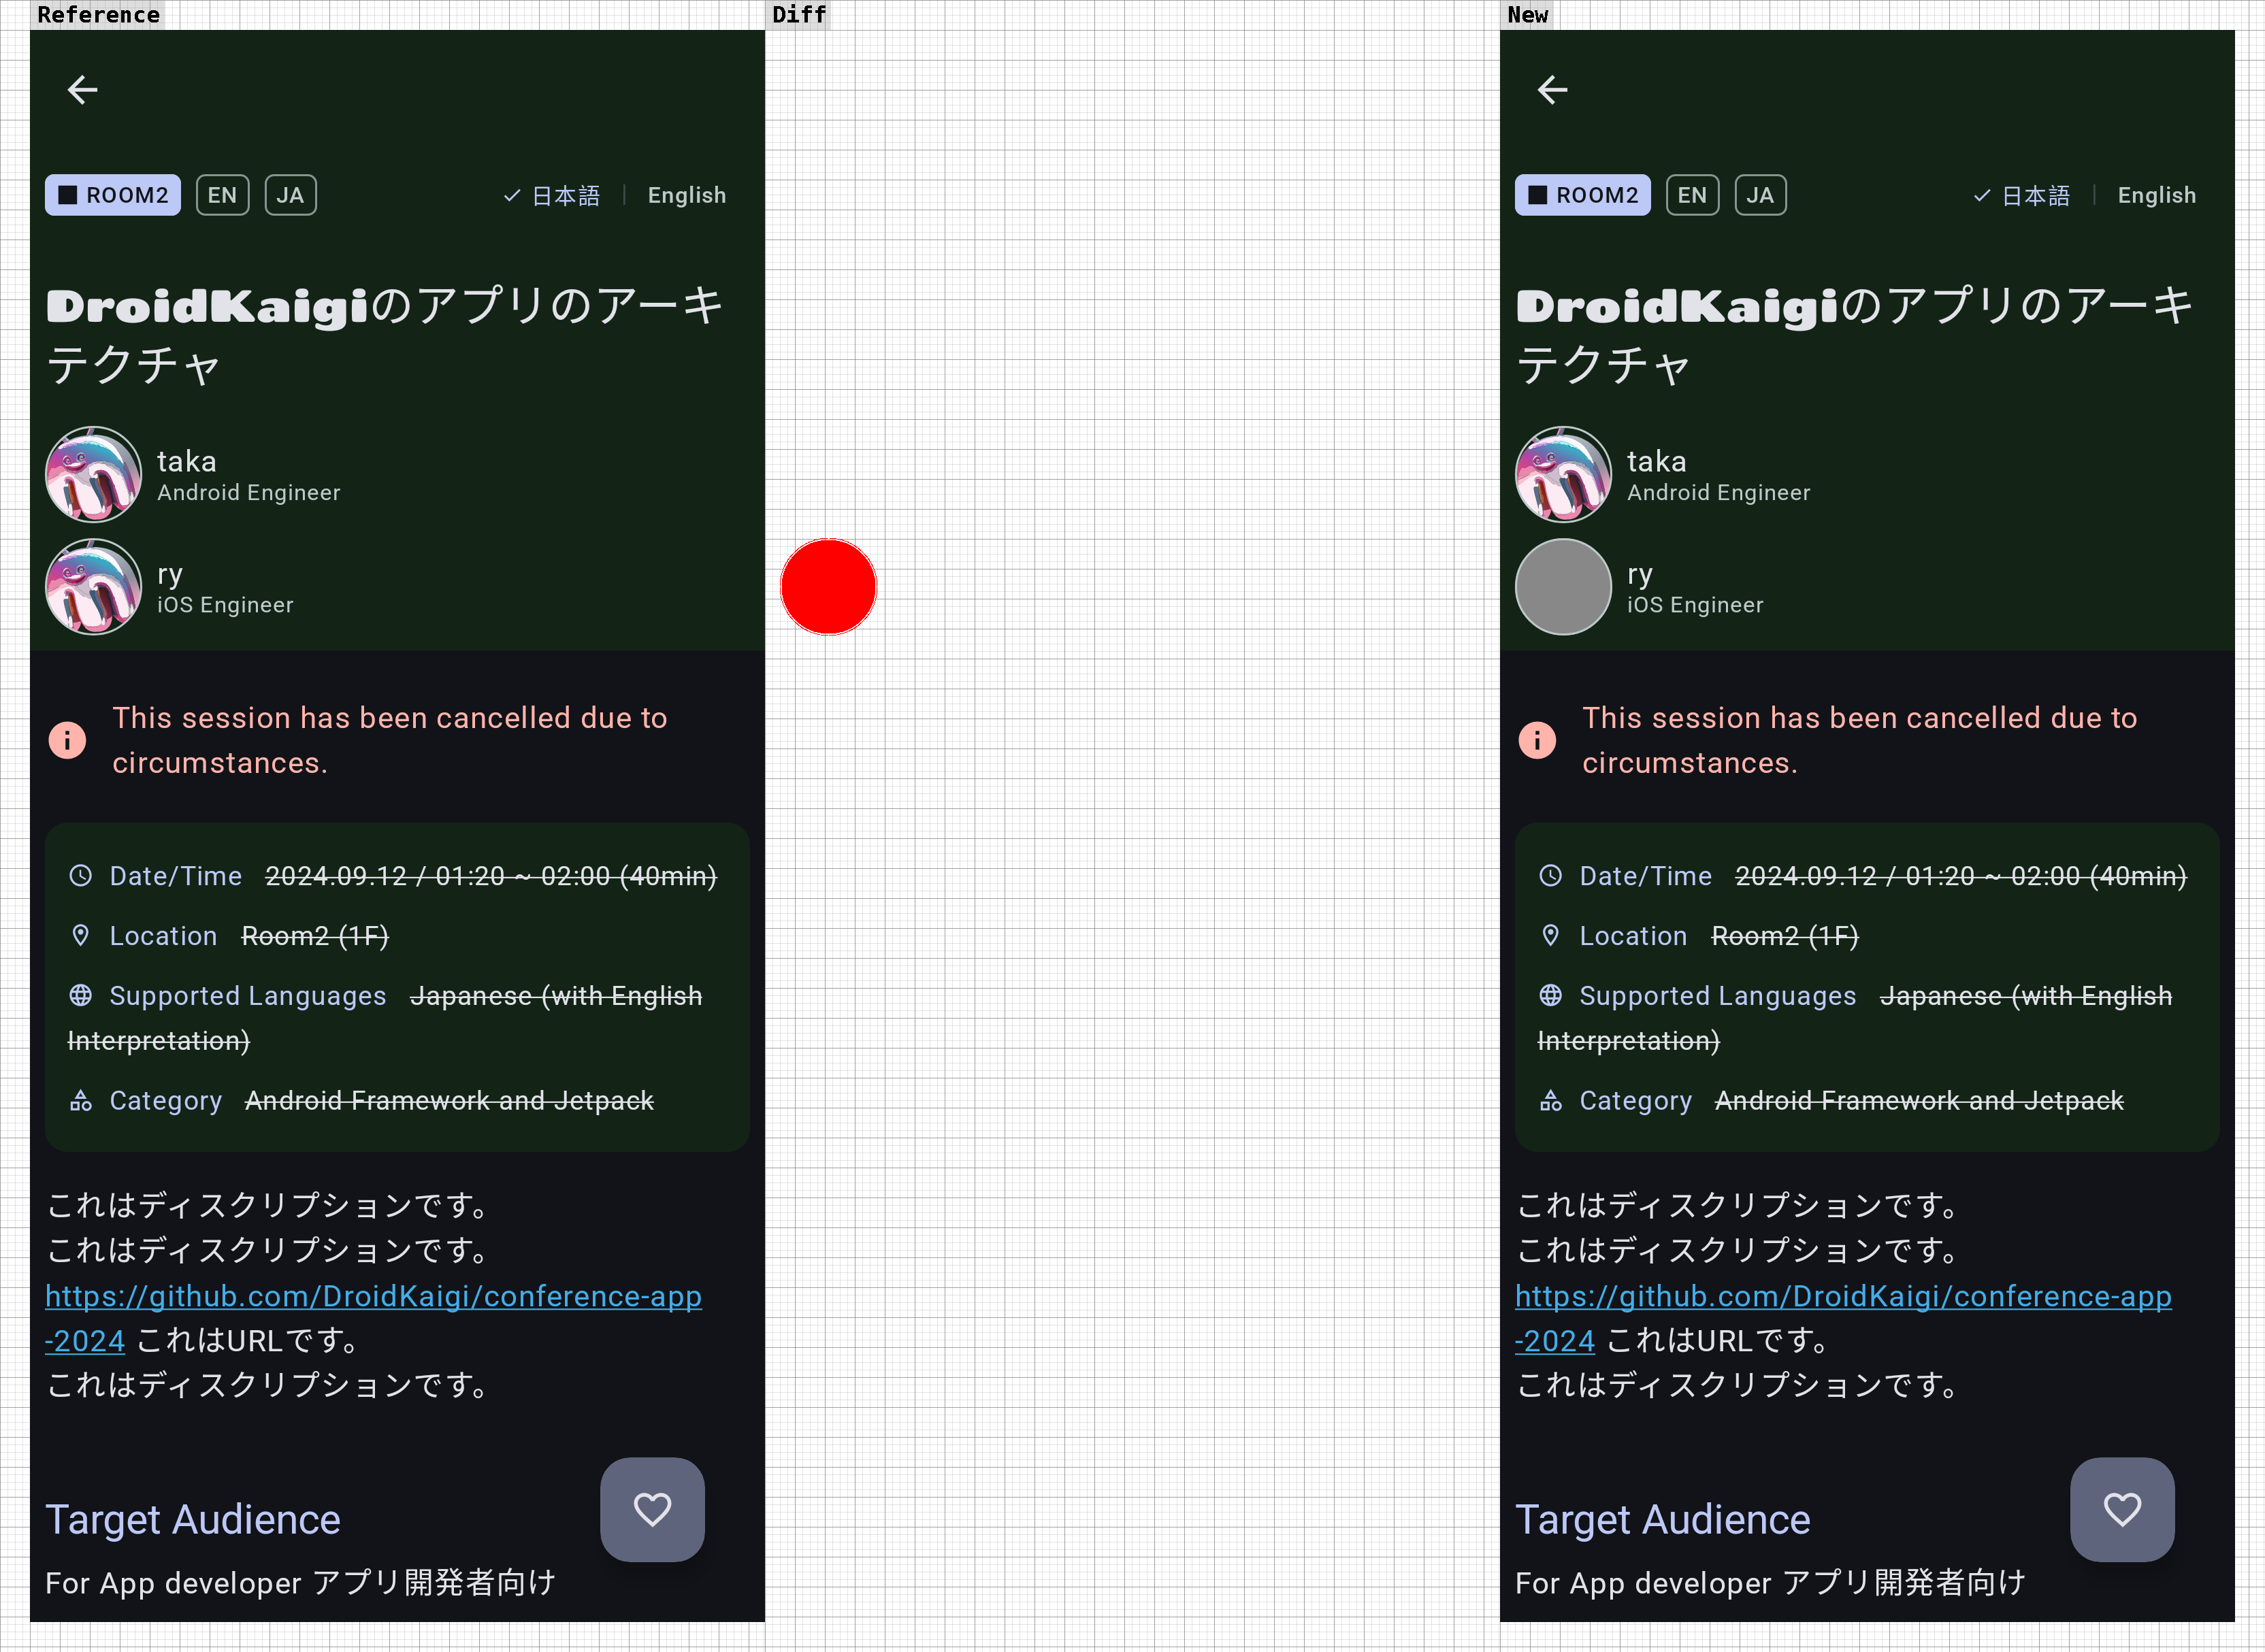 Reference
Diff
New
ROOM2 EN JA 日本語 English
DroidKaigiのアプリのアーキ
テクチャ
taka
Android Engineer
ry
iOS Engineer
This session has been cancelled due to
circumstances.
Date/Time 2024.09.12 / 01:20 ~ 02:00 (40min)
Location Room2 (1F)
Supported Languages Japanese (with English
Interpretation)
Category Android Framework and Jetpack
これはディスクリプションです。
これはディスクリプションです。
https://github.com/DroidKaigi/conference-app
-2024 これはURLです。
これはディスクリプションです。
Target Audience
For App developer アプリ開発者向け
ROOM2 EN JA 日本語 English
DroidKaigiのアプリのアーキ
テクチャ
taka
Android Engineer
ry
iOS Engineer
This session has been cancelled due to
circumstances.
Date/Time 2024.09.12 / 01:20 ~ 02:00 (40min)
Location Room2 (1F)
Supported Languages Japanese (with English
Interpretation)
Category Android Framework and Jetpack
これはディスクリプションです。
これはディスクリプションです。
https://github.com/DroidKaigi/conference-app
-2024 これはURLです。
これはディスクリプションです。
Target Audience
For App developer アプリ開発者向け